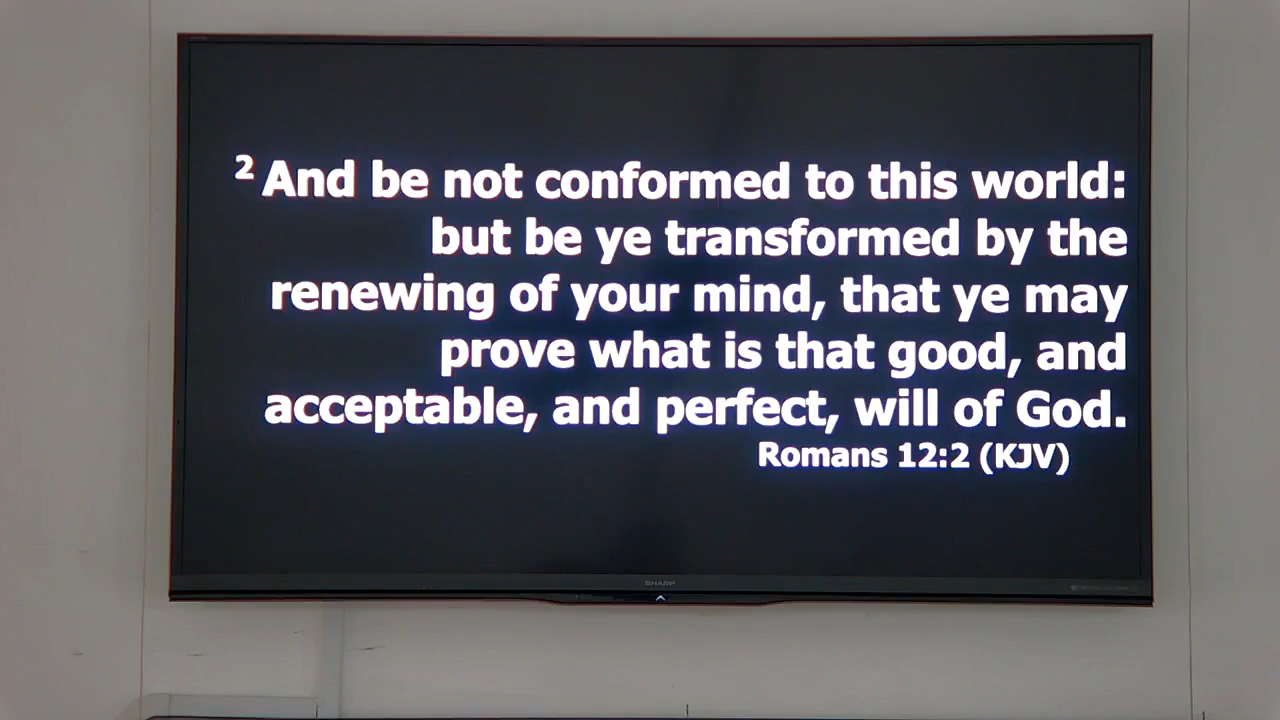 2 And be not conformed to this world:
but be ye transformed by the
renewing of your mind, that ye may
prove what is that good, and
acceptable, and perfect, will of God.
Romans 12:2 (KJV)
SHARP